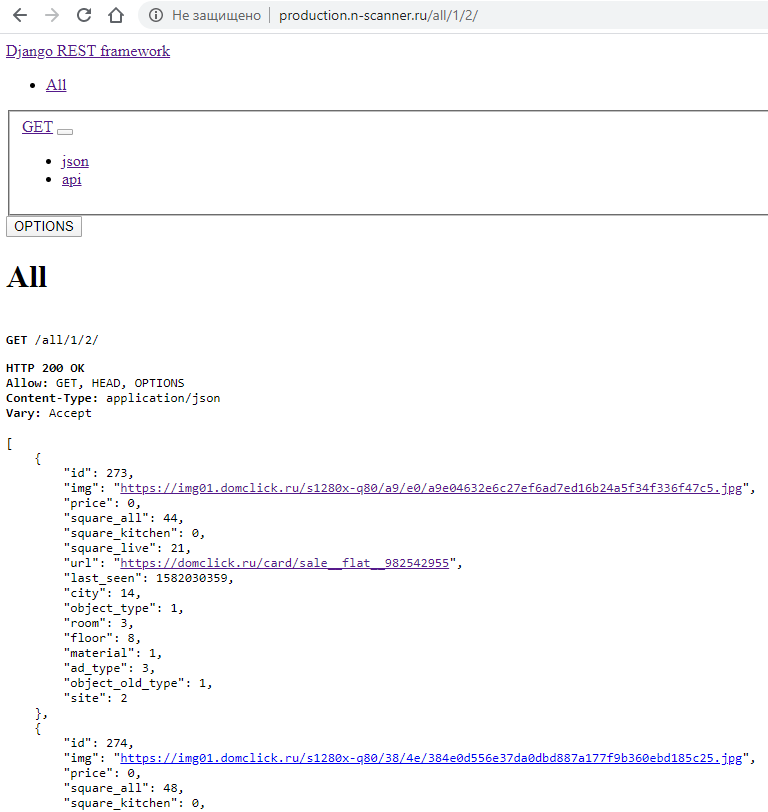 Не защищено | production.n-scanner.ru/all/1/2/
Django REST framework
All
GET
json
api
OPTIONS
All
GET /all/1/2/
HTTP 200 OK
Allow: GET, HEAD, OPTIONS
Content-Type: application/json
Vary: Accept
[
{
"id": 273,
"img": "https://img01.domclick.ru/s1280x-q80/a9/e0/a9e04632e6c27ef6ad7ed16b24a5f34f336f47c5.jpg",
"price": 0,
"square_all": 44,
"square_kitchen": 0,
"square_live": 21,
"url": "https://domclick.ru/card/sale__flat__982542955",
"last_seen": 1582030359,
"city": 14,
"object_type": 1,
"room": 3,
"floor": 8,
"material": 1,
"ad_type": 3,
"object_old_type": 1,
"site": 2
},
{
"id": 274,
"img": "https://img01.domclick.ru/s1280x-q80/38/4e/384e0d556e37da0dbd887a177f9b360ebd185c25.jpg",
"price": 0,
"square_all": 48,
"square_kitchen": 0,